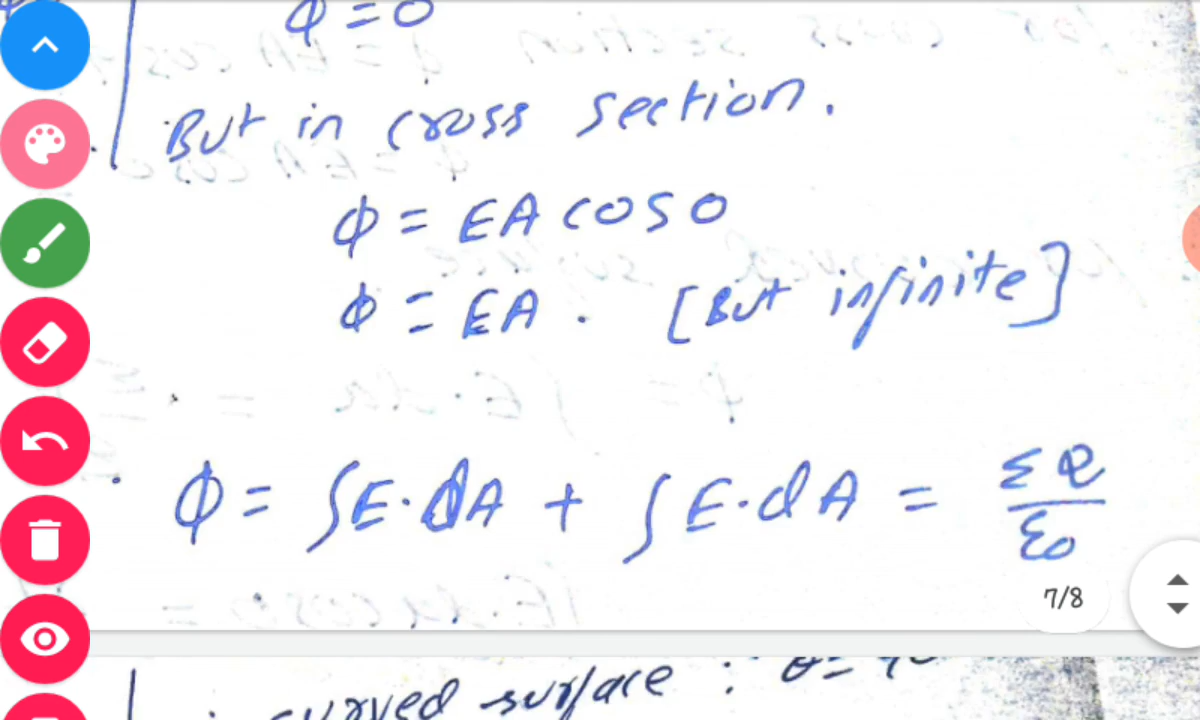 ϕ = 0
But in cross section.
ϕ = EA cos 0
ϕ = EA. [But infinite]
ϕ = ∫E·dA + ∫E·dA = ΣQ/ε0
7/8
curved surface : θ =